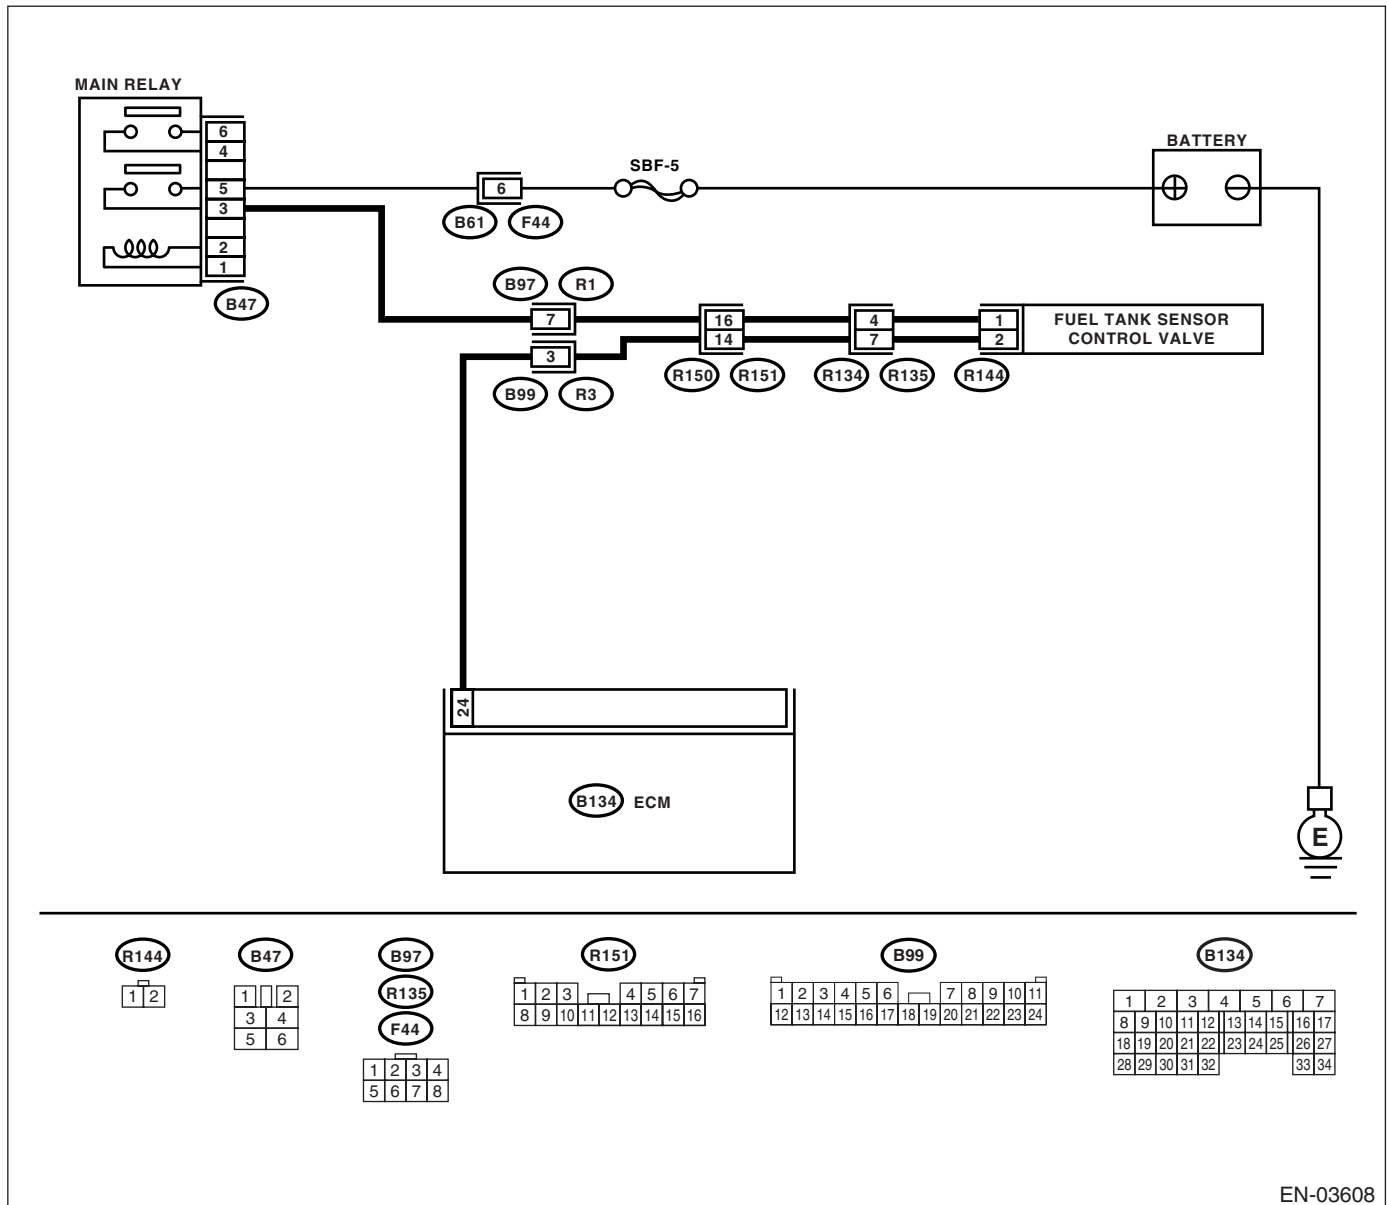 MAIN RELAY
6
4
5
3
2
1
B47
6
B61 F44
SBF-5
BATTERY
B97 R1
7
3
B99 R3
16
14
R150 R151
4
7
R134 R135
1
2
R144
FUEL TANK SENSOR
CONTROL VALVE
24
B134 ECM
E
R144
1 2
B47
1 2
3 4
5 6
B97
R135
F44
1 2 3 4
5 6 7 8
R151
1 2 3 4 5 6 7
8 9 10 11 12 13 14 15 16
B99
1 2 3 4 5 6 7 8 9 10 11
12 13 14 15 16 17 18 19 20 21 22 23 24
B134
1 2 3 4 5 6 7
8 9 10 11 12 13 14 15 16 17
18 19 20 21 22 23 24 25 26 27
28 29 30 31 32 33 34
EN-03608